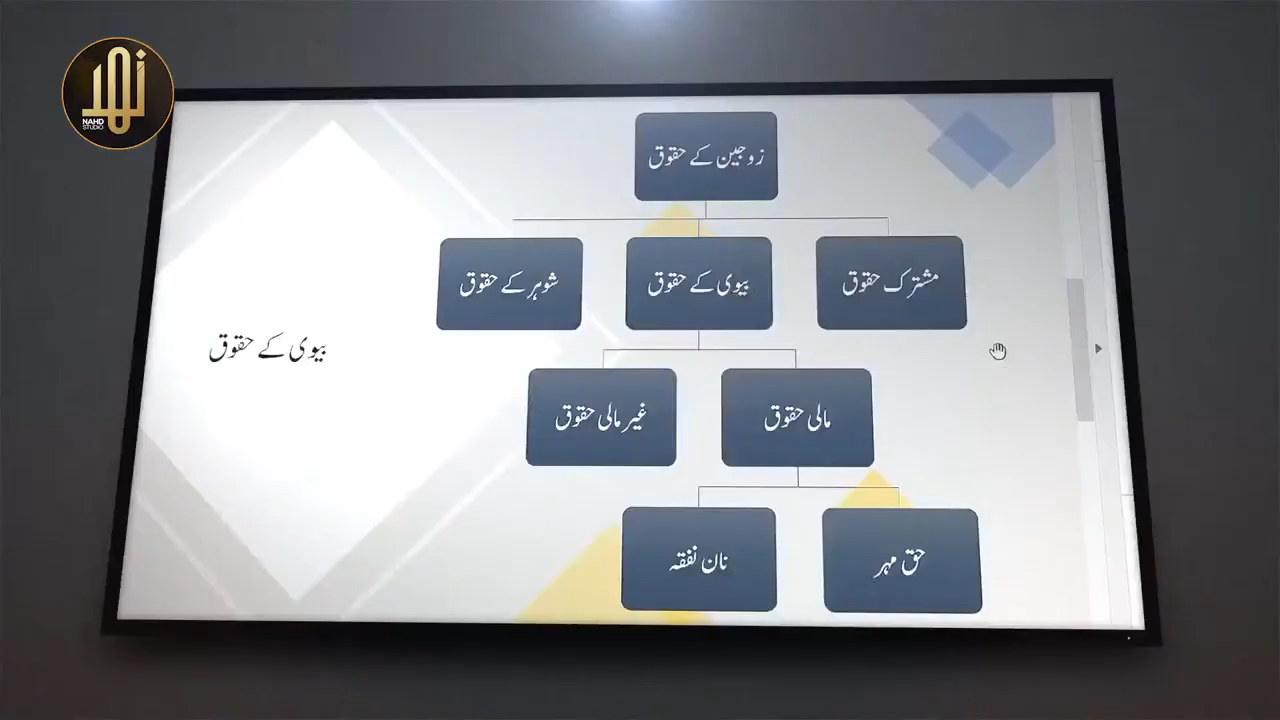 نهد
NAHD
STUDIO
زوجین کے حقوق
مشترک حقوق
بیوی کے حقوق
شوہر کے حقوق
بیوی کے حقوق
مالی حقوق
غیر مالی حقوق
حق مہر
نان نفقہ